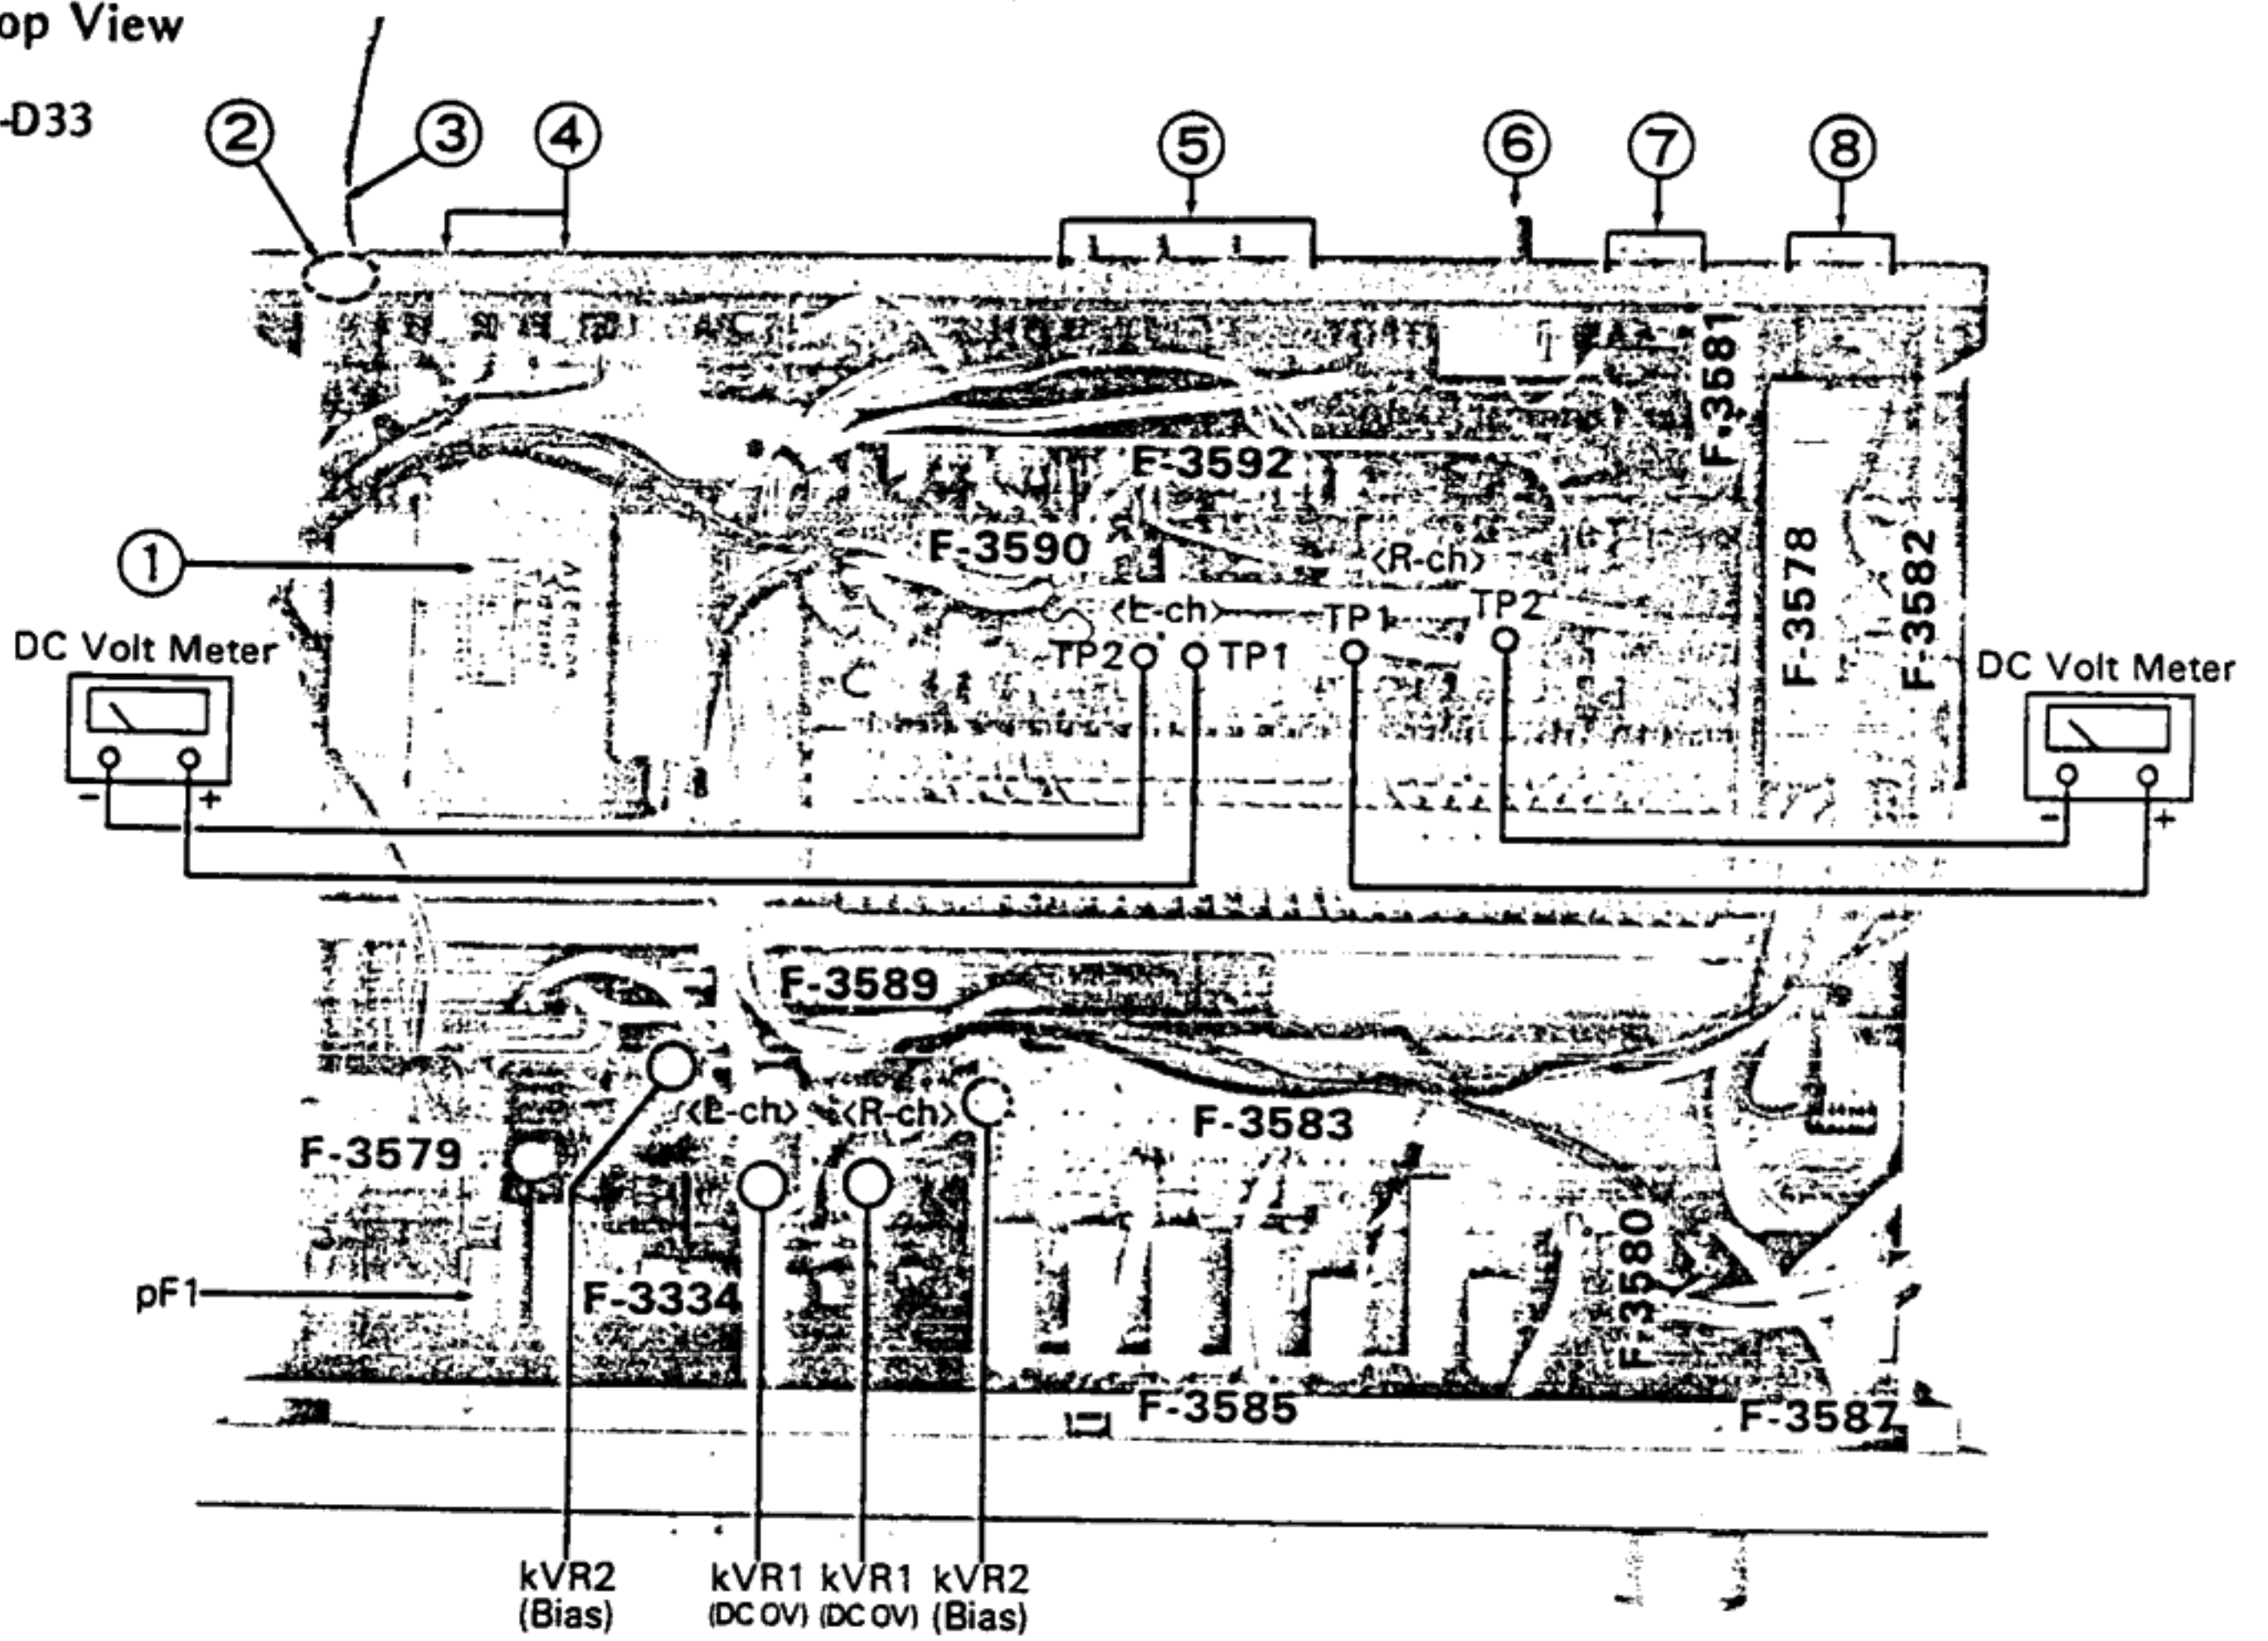 op View
-D33
2
3
4
5
6
7
8
F-3581
F-3592
F-3590
<R-ch>
1
<L-ch>
TP1
TP2
F-3578
F-3582
DC Volt Meter
TP2
TP1
DC Volt Meter
- +
- +
F-3589
<L-ch>
<R-ch>
F-3583
F-3579
F-3580
pF1
F-3334
F-3585
F-3587
kVR2 kVR1 kVR1 kVR2
(Bias) (DC OV) (DC OV) (Bias)